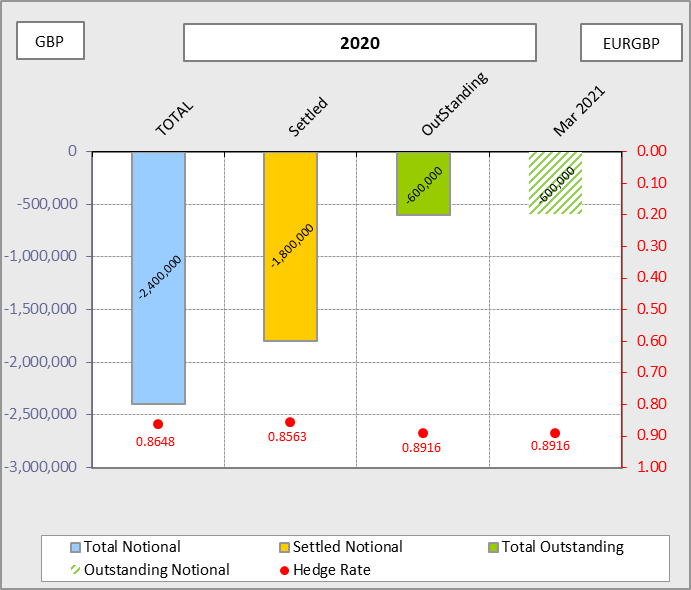 GBP
2020
EURGBP
TOTAL
Settled
OutStanding
Mar 2021
0
-500,000
-1,000,000
-1,500,000
-2,000,000
-2,500,000
-3,000,000
-2,400,000
-1,800,000
-600,000
-600,000
0.8648
0.8563
0.8916
0.8916
0.00
0.10
0.20
0.30
0.40
0.50
0.60
0.70
0.80
0.90
1.00
Total Notional
Settled Notional
Total Outstanding
Outstanding Notional
Hedge Rate